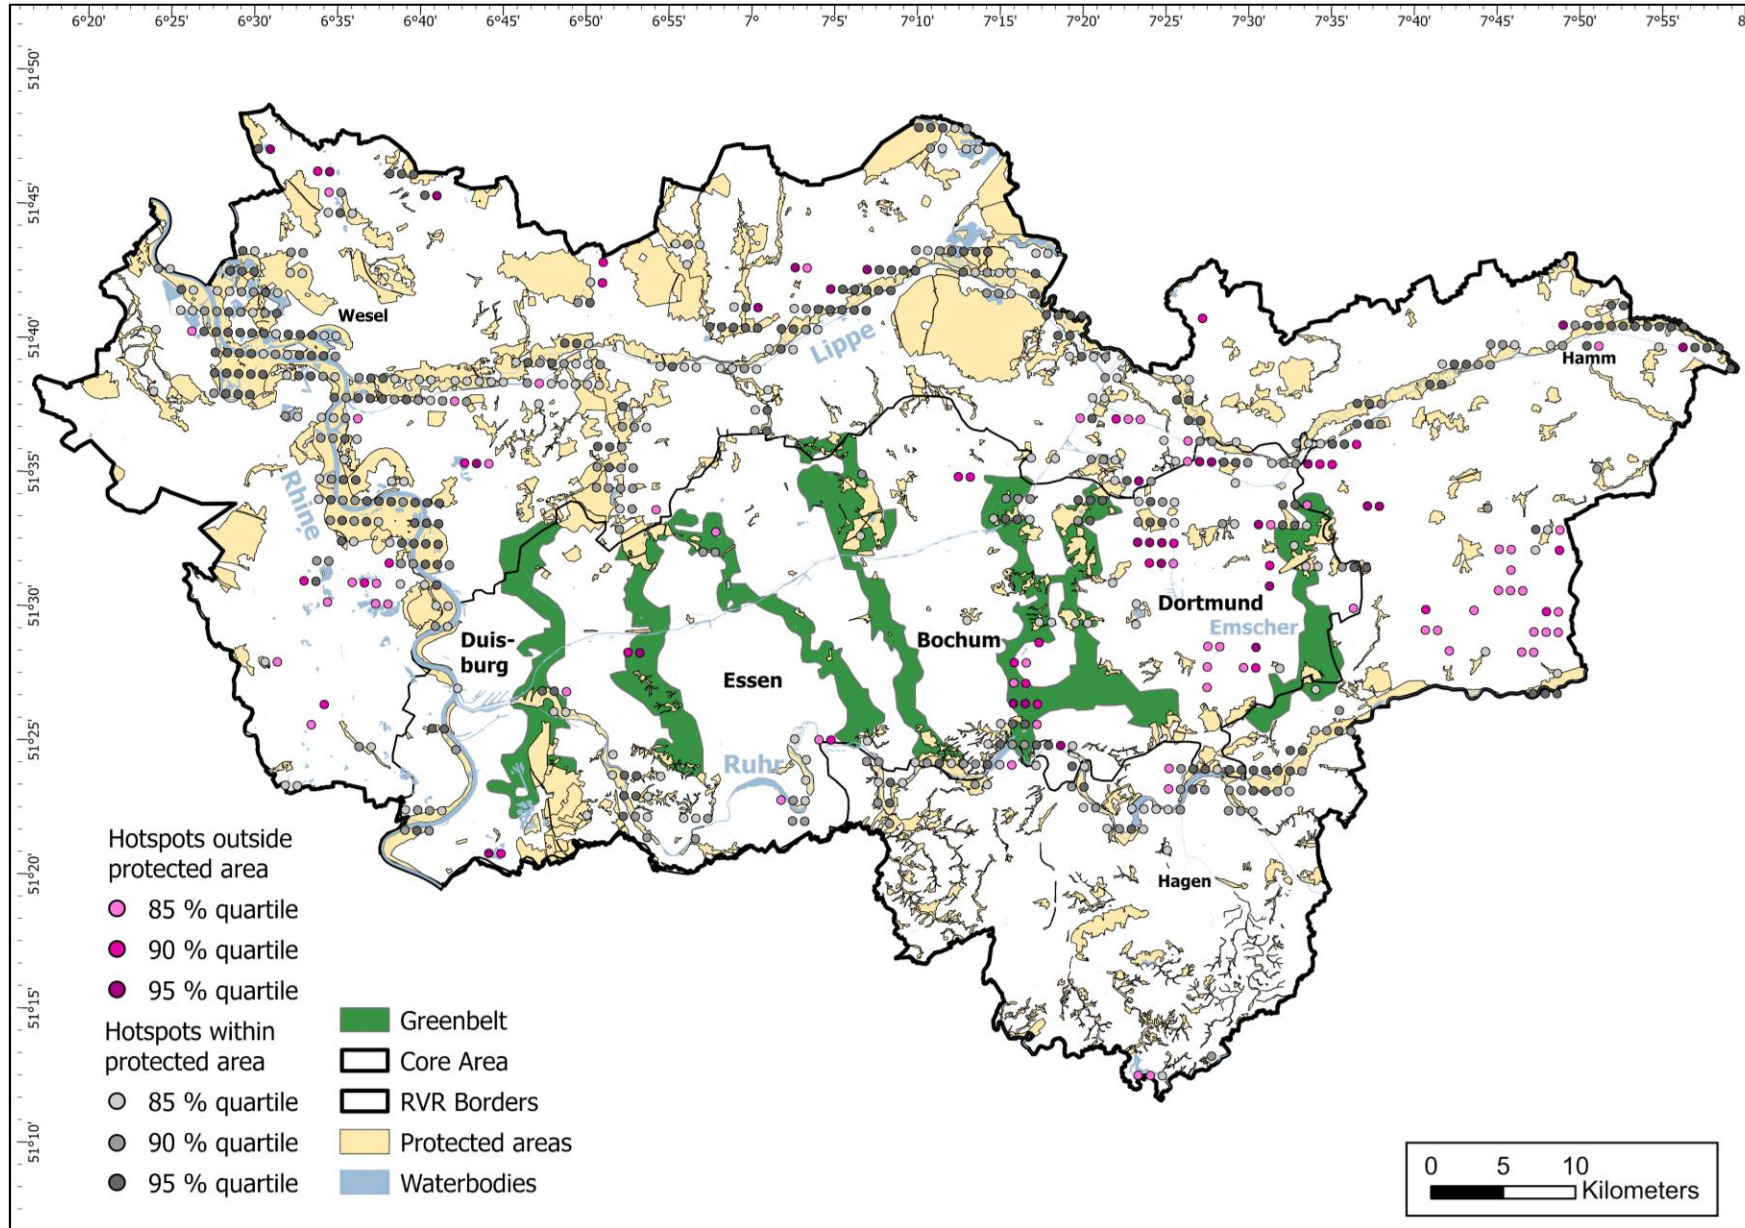 6°20' 6°25' 6°30' 6°35' 6°40' 6°45' 6°50' 6°55' 7° 7°5' 7°10' 7°15' 7°20' 7°25' 7°30' 7°35' 7°40' 7°45' 7°50' 7°55' 8
51°50'
51°45'
51°40'
51°35'
51°30'
51°25'
51°20'
51°15'
51°10'
Wesel
Lippe
Hamm
Rhine
Duis-
burg
Essen
Bochum
Dortmund
Emscher
Ruhr
Hagen
Hotspots outside
protected area
85 % quartile
90 % quartile
95 % quartile
Hotspots within
protected area
85 % quartile
90 % quartile
95 % quartile
Greenbelt
Core Area
RVR Borders
Protected areas
Waterbodies
0 5 10
Kilometers